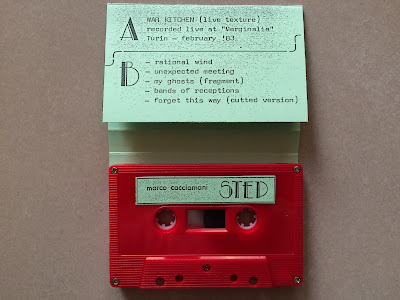 A WAR KITCHEN (live texture)
recorded live at "Marginalia"
Turin - february '83
B - rational wind
- unexpected meeting
- my ghosts (fragment)
- bands of receptions
- forget this way (cutted version)
marco cacciamani STED